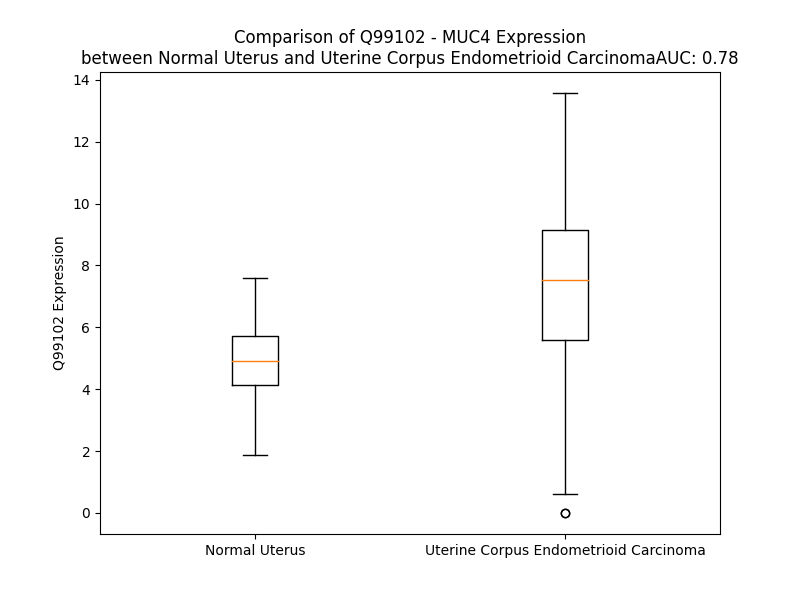 Comparison of Q99102 - MUC4 Expression
between Normal Uterus and Uterine Corpus Endometrioid CarcinomaAUC: 0.78
14
12
10
8
6
4
2
0
Q99102 Expression
Normal Uterus
Uterine Corpus Endometrioid Carcinoma